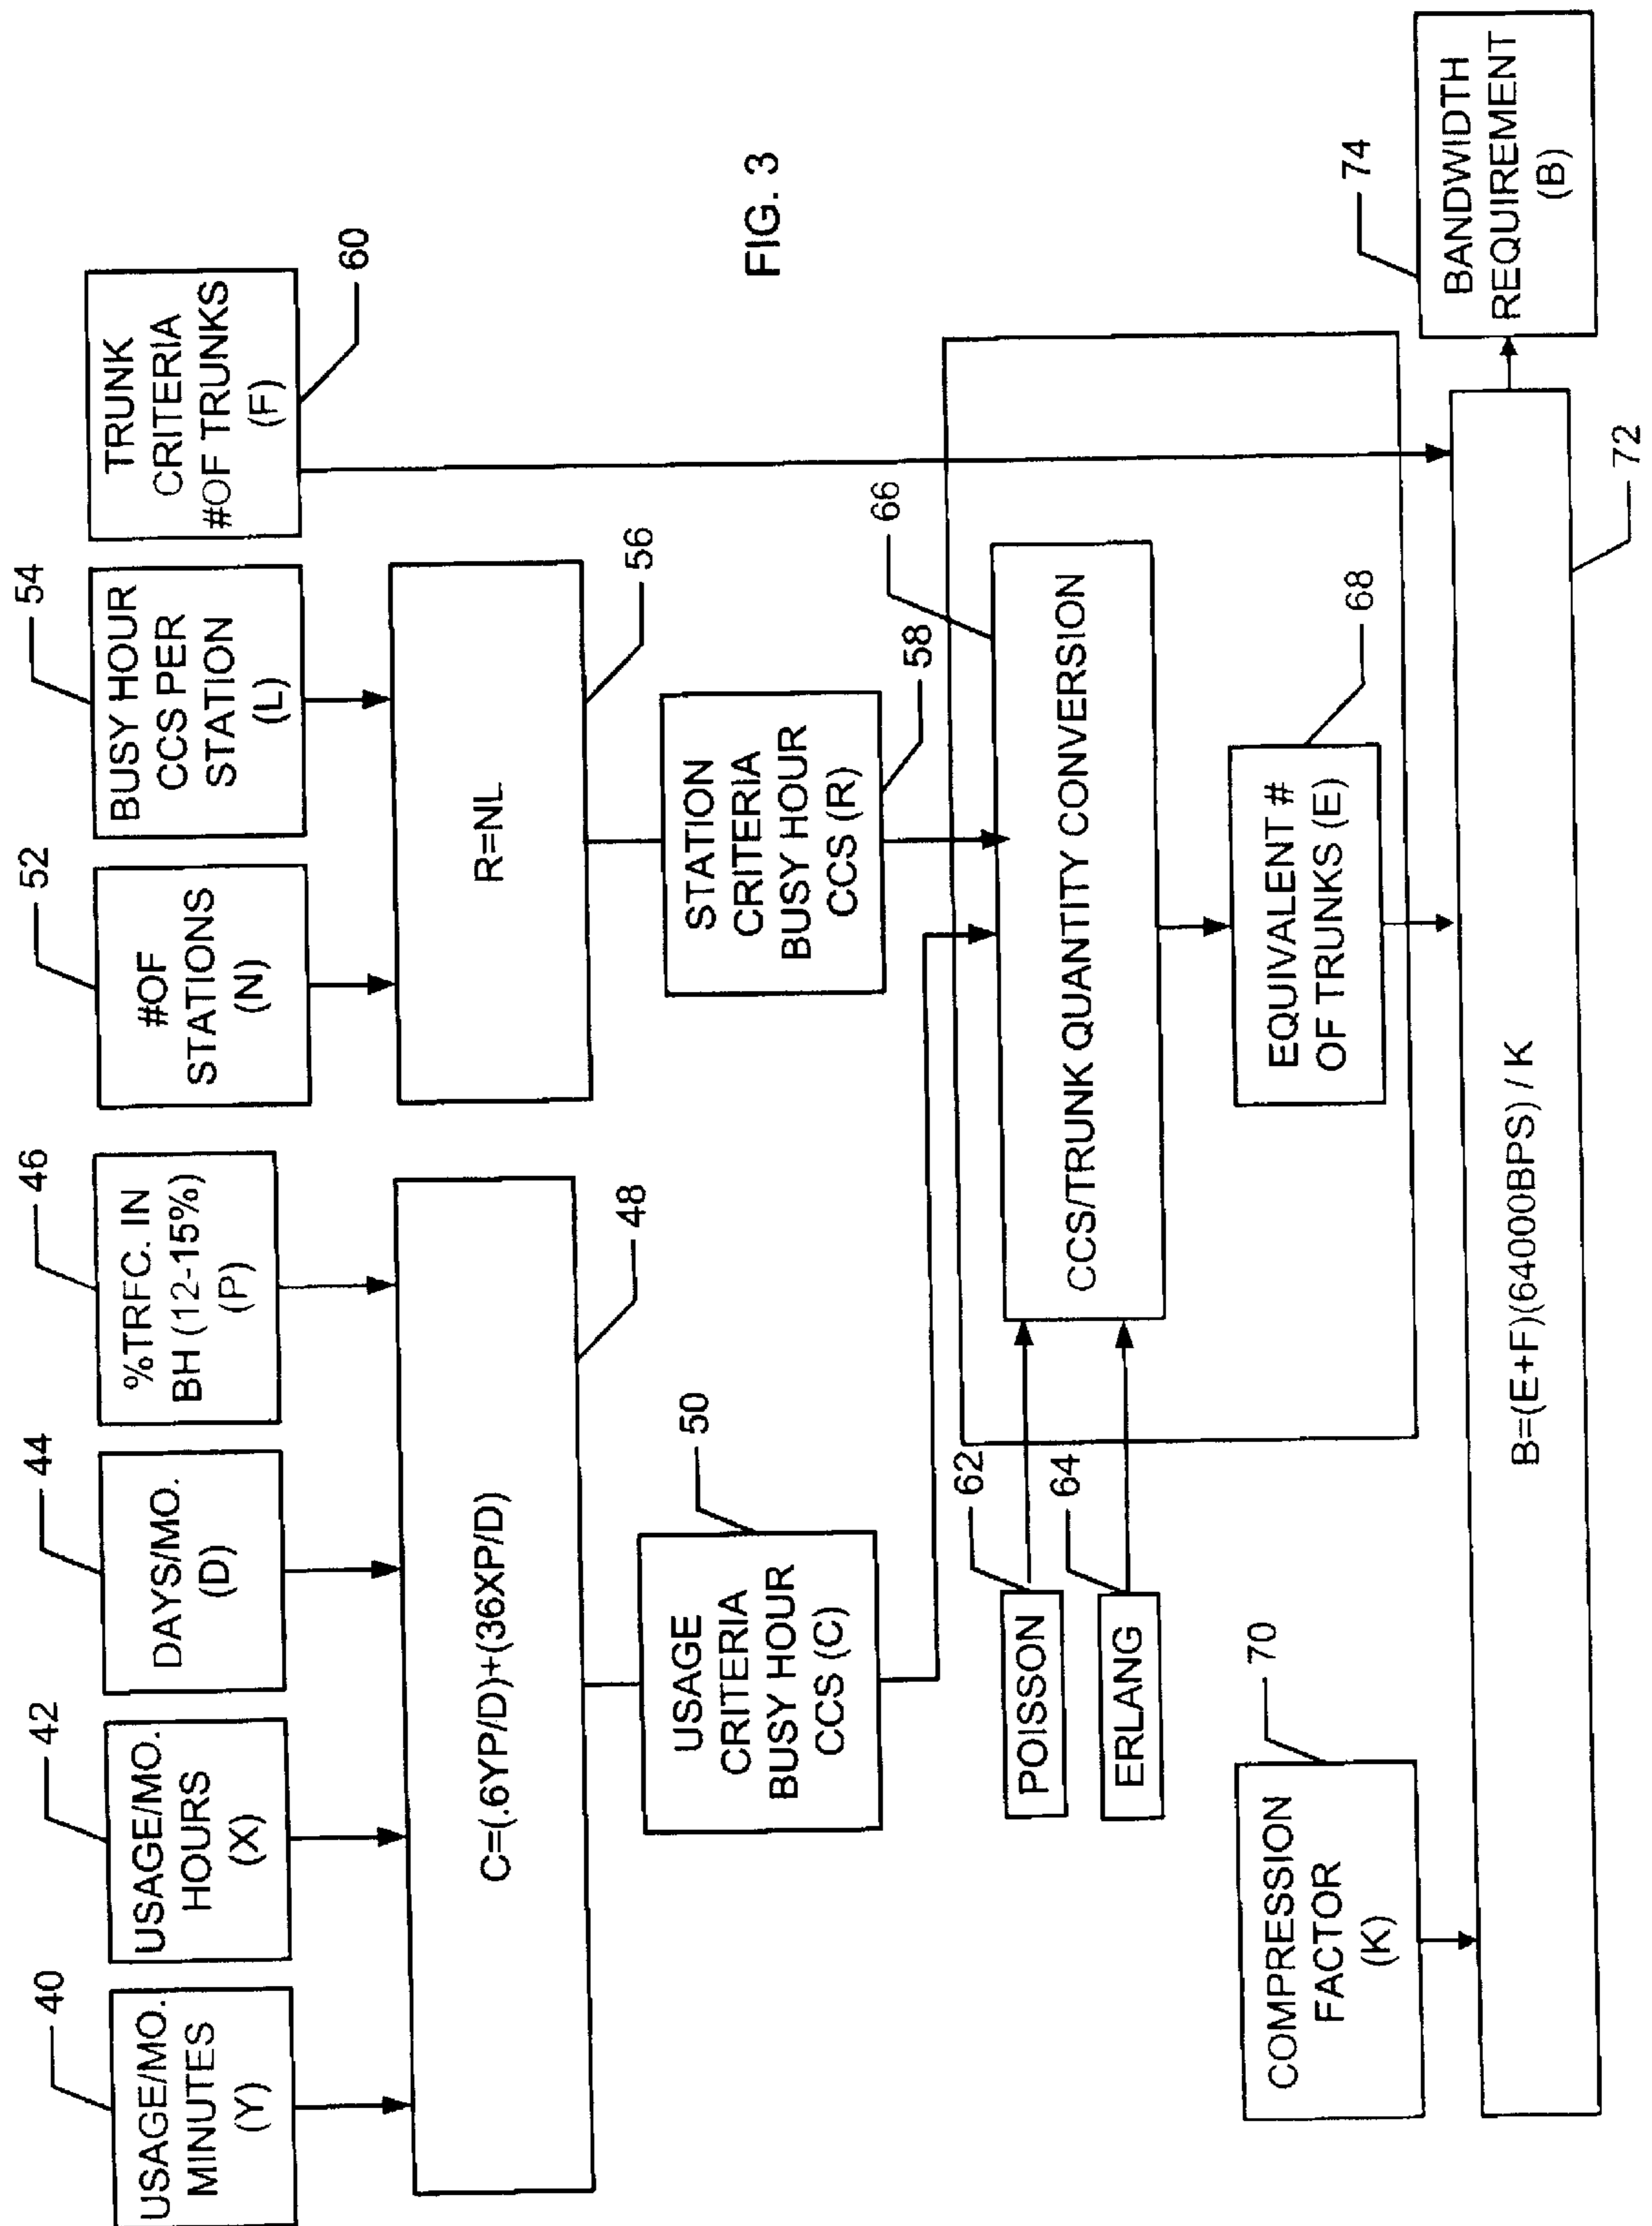 40
42
44
46
52
54
60
USAGE/MO.
MINUTES
(Y)
USAGE/MO.
HOURS
(X)
DAYS/MO.
(D)
%TRFC. IN
BH (12-15%)
(P)
#OF
STATIONS
(N)
BUSY HOUR
CCS PER
STATION
(L)
TRUNK
CRITERIA
#OF TRUNKS
(F)
C=(.6YP/D)+(36XP/D)
48
R=NL
56
50
USAGE
CRITERIA
BUSY HOUR
CCS (C)
STATION
CRITERIA
BUSY HOUR
CCS (R)
58
FIG. 3
62
POISSON
64
ERLANG
66
CCS/TRUNK QUANTITY CONVERSION
EQUIVALENT #
OF TRUNKS (E)
68
70
COMPRESSION
FACTOR
(K)
B=(E+F)(64000BPS) / K
72
74
BANDWIDTH
REQUIREMENT
(B)